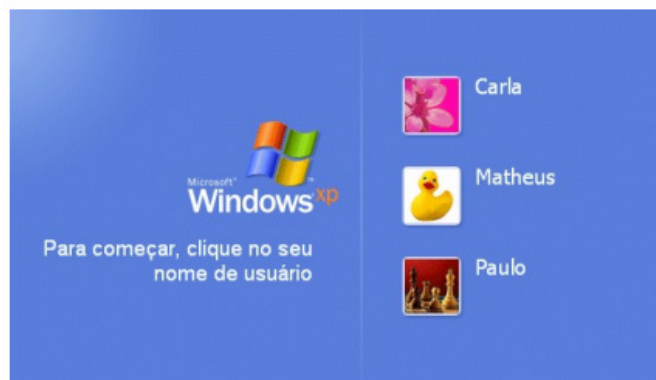 Microsoft
Windows xp
Para começar, clique no seu
nome de usuário
Carla
Matheus
Paulo